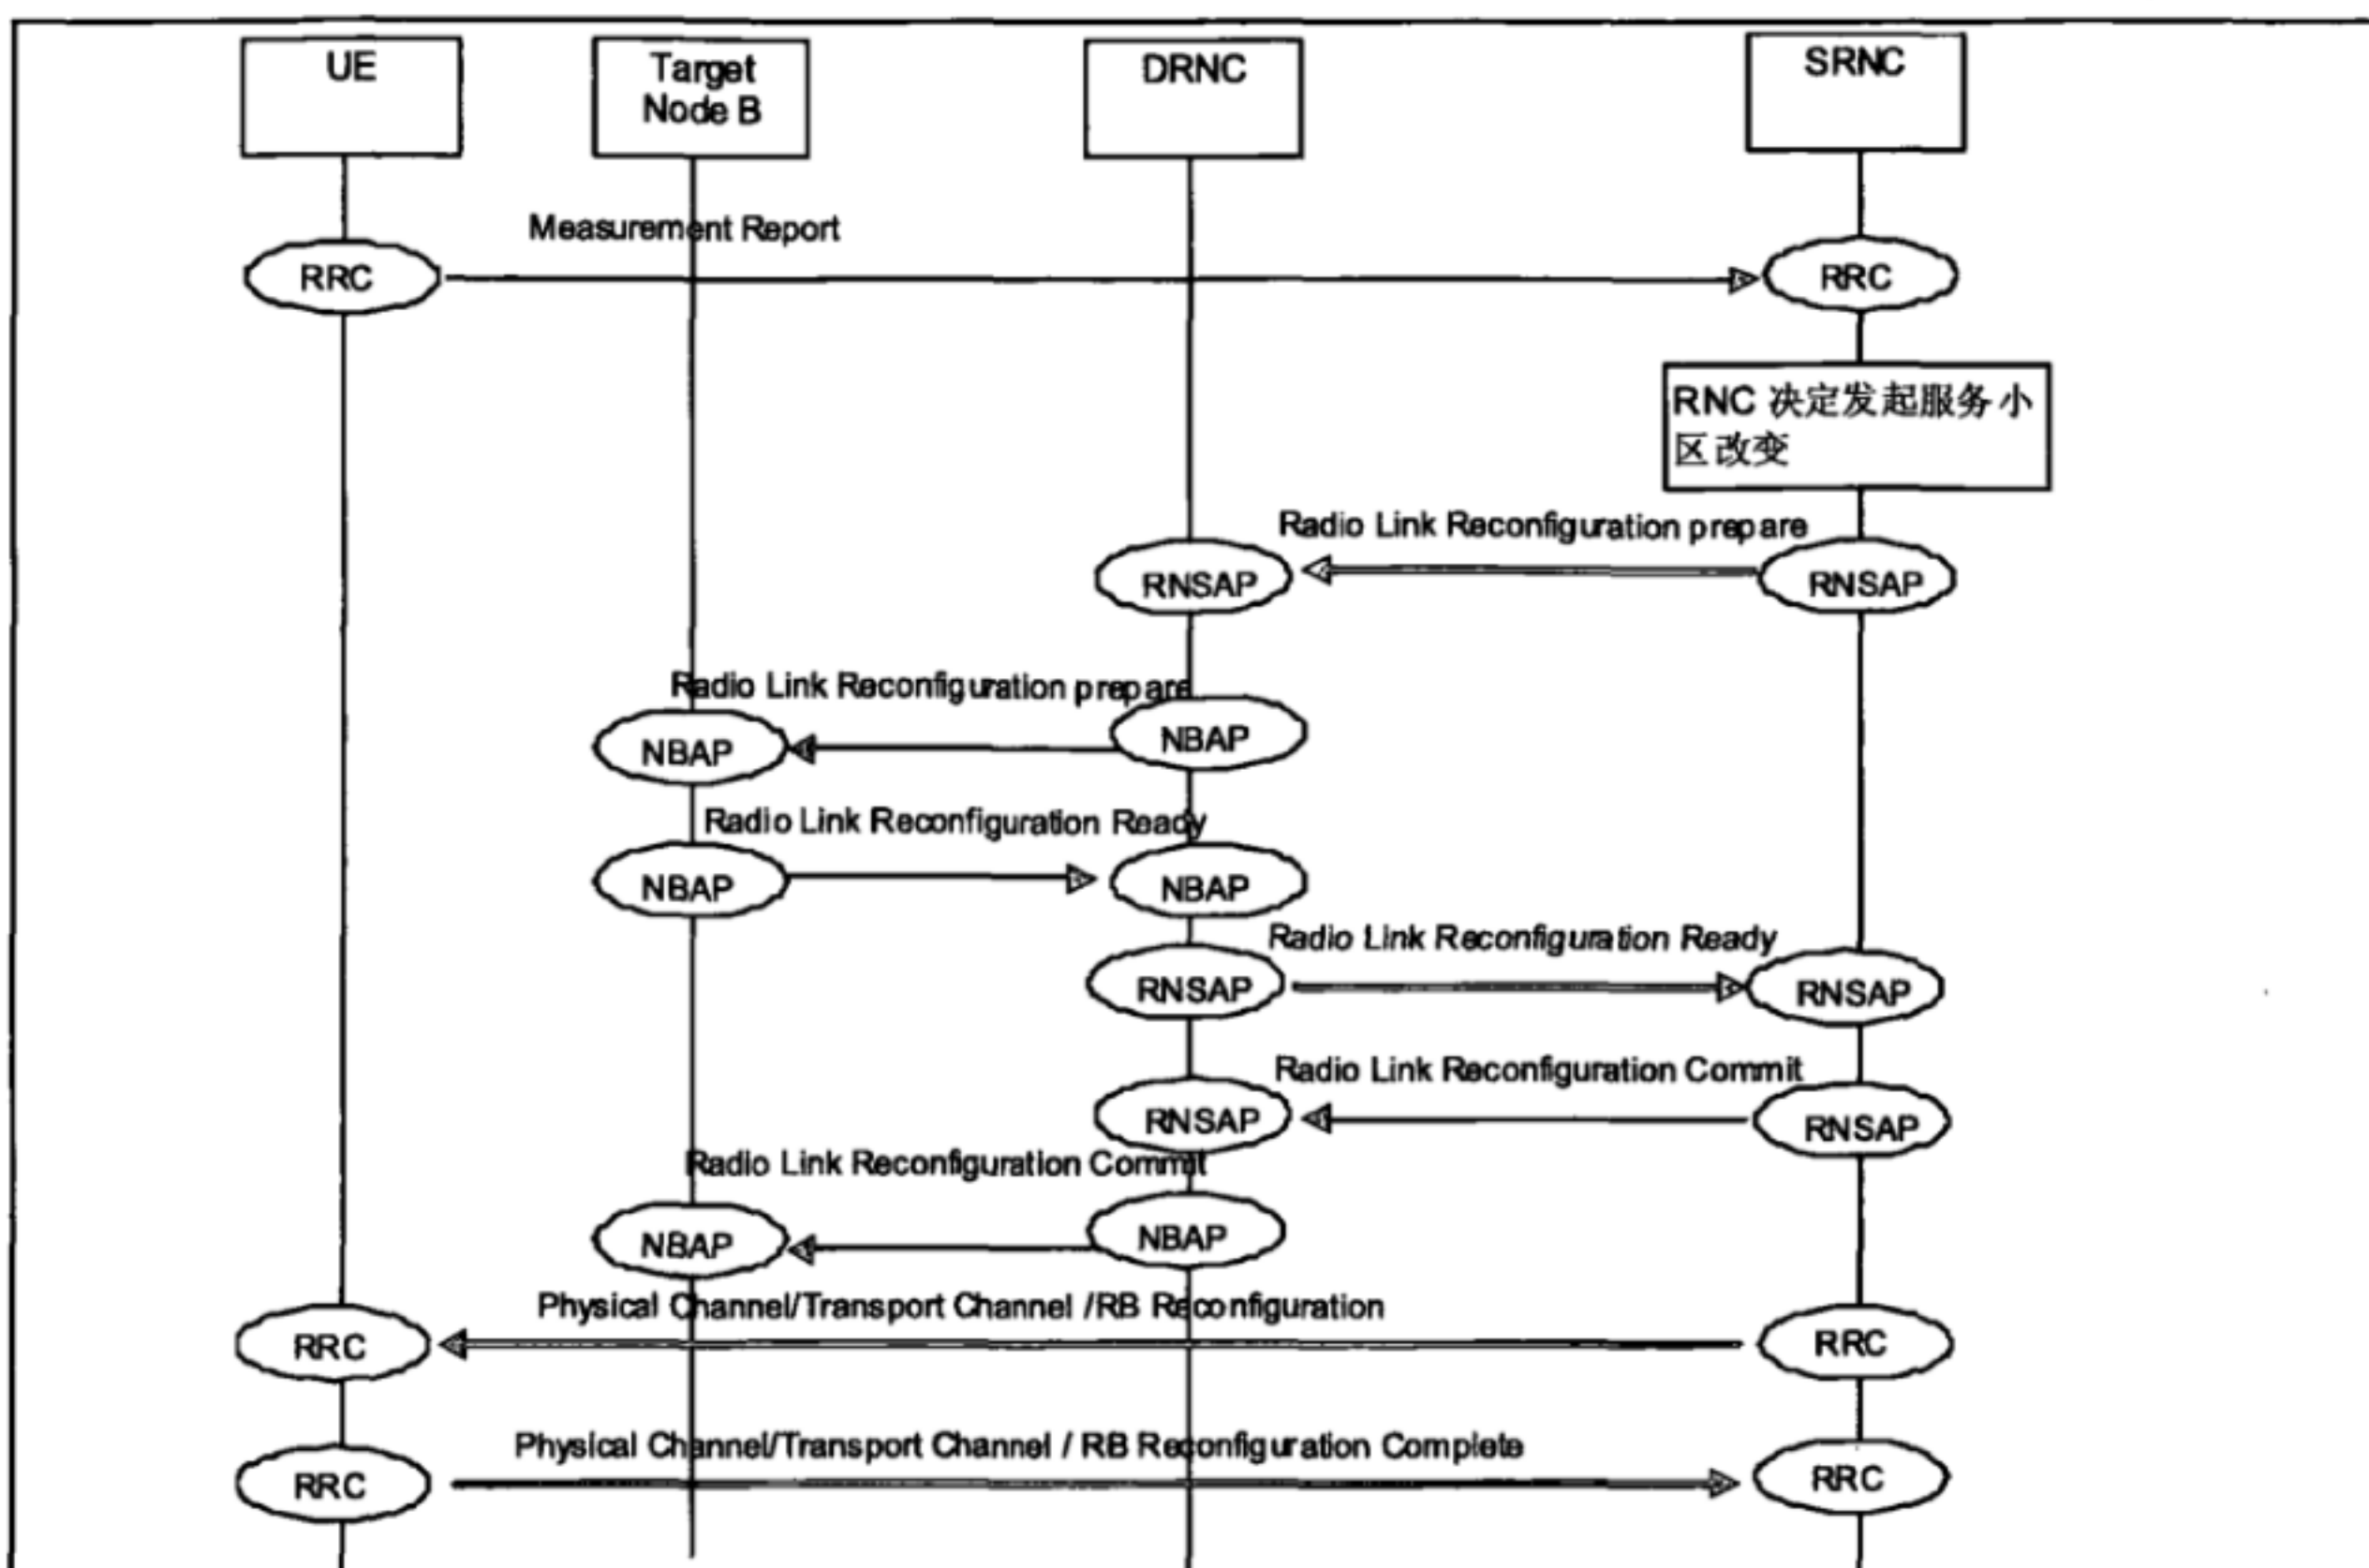 UE
Target
Node B
DRNC
SRNC
Measurement Report
RRC
RRC
RNC 决定发起服务小
区改变
Radio Link Reconfiguration prepare
RNSAP
RNSAP
Radio Link Reconfiguration prepare
NBAP
NBAP
Radio Link Reconfiguration Ready
NBAP
NBAP
Radio Link Reconfiguration Ready
RNSAP
RNSAP
Radio Link Reconfiguration Commit
RNSAP
RNSAP
Radio Link Reconfiguration Commit
NBAP
NBAP
Physical Channel/Transport Channel /RB Reconfiguration
RRC
RRC
Physical Channel/Transport Channel / RB Reconfiguration Complete
RRC
RRC